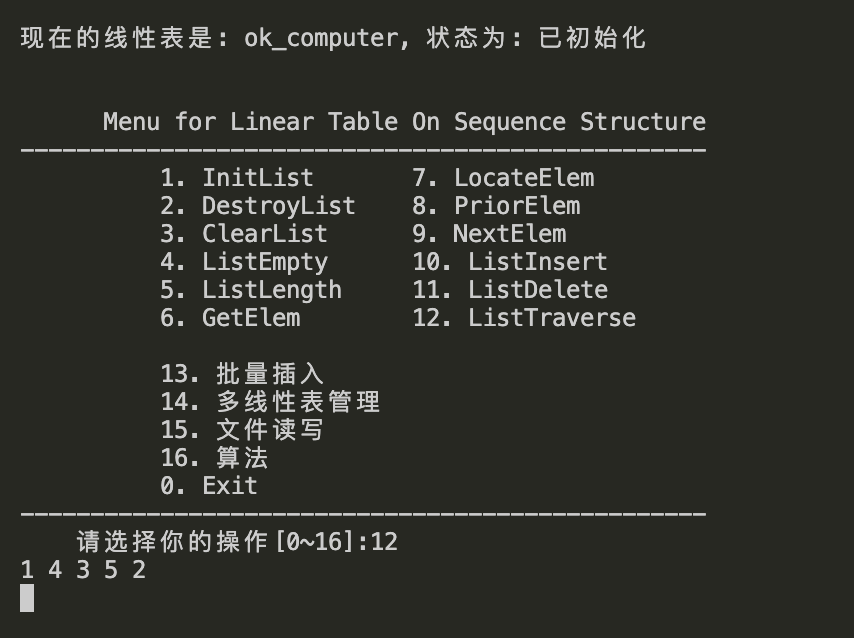 现在的线性表是: ok_computer, 状态为: 已初始化
Menu for Linear Table On Sequence Structure
-------------------------------------------------
1. InitList 7. LocateElem
2. DestroyList 8. PriorElem
3. ClearList 9. NextElem
4. ListEmpty 10. ListInsert
5. ListLength 11. ListDelete
6. GetElem 12. ListTraverse
13. 批量插入
14. 多线性表管理
15. 文件读写
16. 算法
0. Exit
-------------------------------------------------
请选择你的操作[0~16]:12
1 4 3 5 2